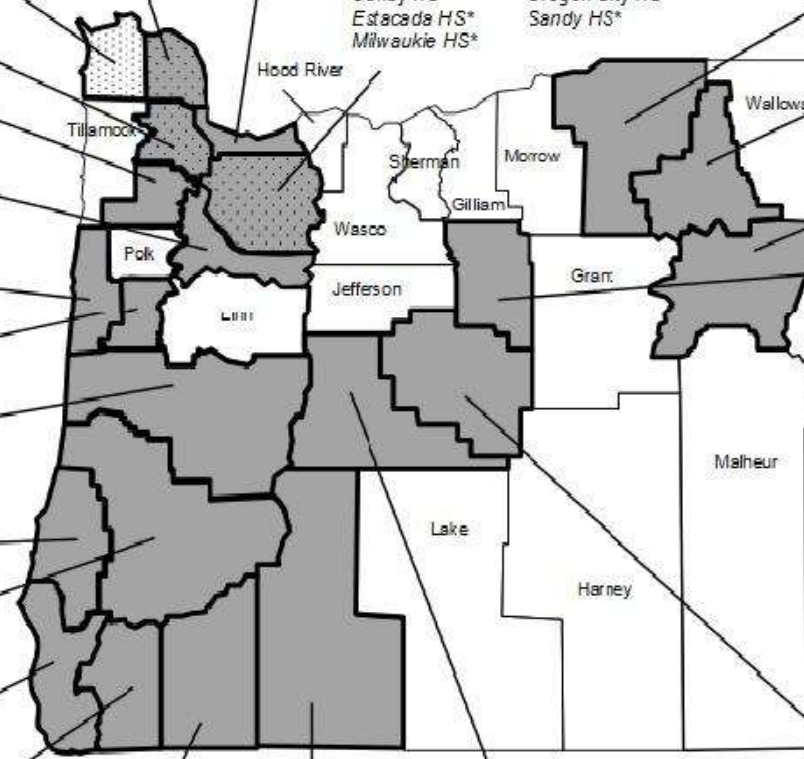 Estacada HS*
Sandy HS*
Milwaukie HS*
Hood River
Tillamook
Sherman
Morrow
Gilliam
Wasco
Polk
Grant
Jefferson
Linn
Malheur
Lake
Harney